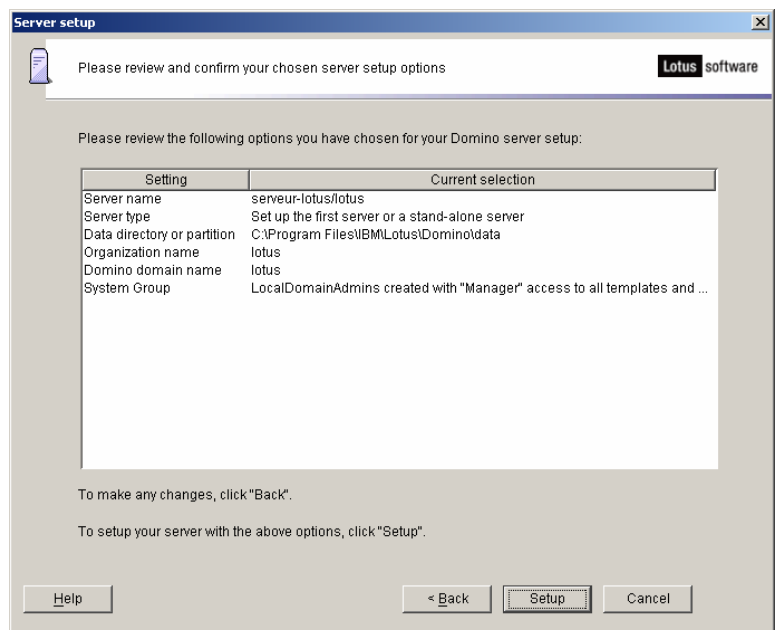 Server setup
Please review and confirm your chosen server setup options
Lotus software
Please review the following options you have chosen for your Domino server setup:
Setting Current selection
Server name serveur-lotus/lotus
Server type Set up the first server or a stand-alone server
Data directory or partition C:\Program Files\IBM\Lotus\Domino\data
Organization name lotus
Domino domain name lotus
System Group LocalDomainAdmins created with "Manager" access to all templates and ...
To make any changes, click "Back".
To setup your server with the above options, click "Setup".
Help < Back Setup Cancel